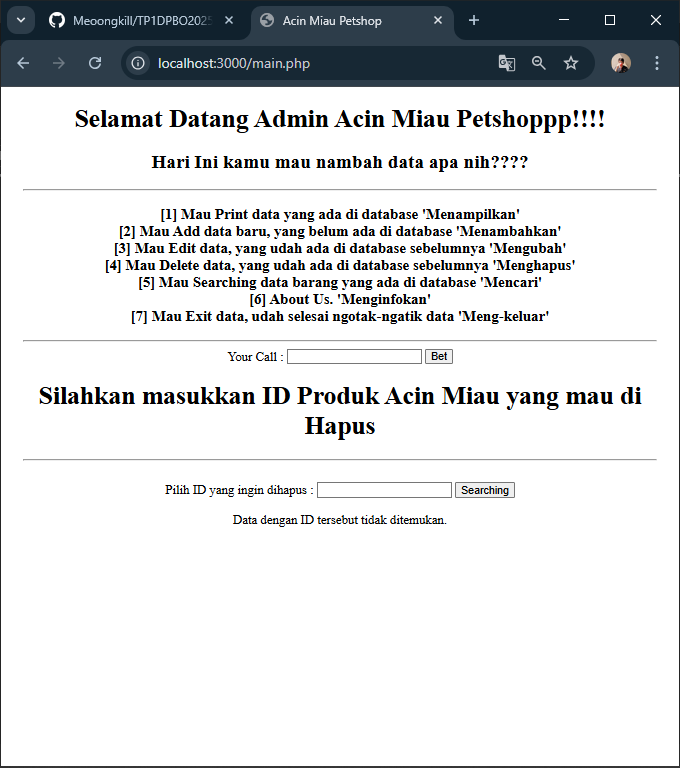 Meoongkill/TP1DPBO2025
Acin Miau Petshop
localhost:3000/main.php
Selamat Datang Admin Acin Miau Petshoppp!!!!
Hari Ini kamu mau nambah data apa nih????
[1] Mau Print data yang ada di database 'Menampilkan'
[2] Mau Add data baru, yang belum ada di database 'Menambahkan'
[3] Mau Edit data, yang udah ada di database sebelumnya 'Mengubah'
[4] Mau Delete data, yang udah ada di database sebelumnya 'Menghapus'
[5] Mau Searching data barang yang ada di database 'Mencari'
[6] About Us. 'Menginfokan'
[7] Mau Exit data, udah selesai ngotak-ngatik data 'Meng-keluar'
Your Call : Bet
Silahkan masukkan ID Produk Acin Miau yang mau di
Hapus
Pilih ID yang ingin dihapus : Searching
Data dengan ID tersebut tidak ditemukan.